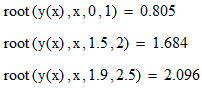 root(y(x),x,0,1) = 0.805
root(y(x),x,1.5,2) = 1.684
root(y(x),x,1.9,2.5) = 2.096